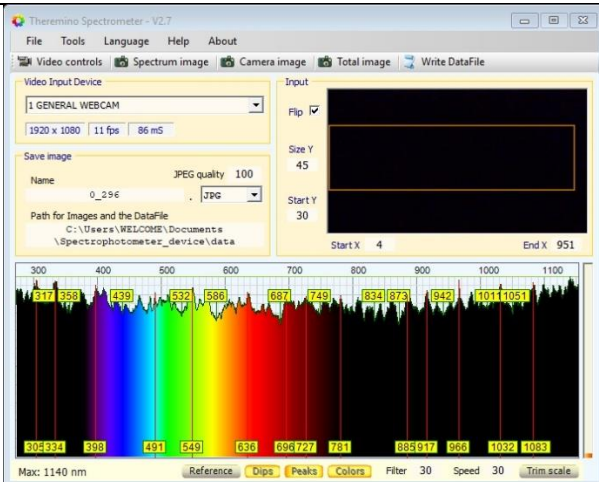 Theremino Spectrometer - V2.7
File Tools Language Help About
Video controls Spectrum image Camera image Total image Write DataFile
Video Input Device
1 GENERAL WEBCAM
1920 x 1080 11 fps 86 mS
Save image
Name JPEG quality 100
0_296 . JPG
Path for Images and the DataFile
C:\Users\WELCOME\Documents
\Spectrophotometer_device\data
Input
Flip
Size Y
45
Start Y
30
Start X 4 End X 951
300 400 500 600 700 800 900 1000 1100
317 358 439 532 586 687 749 834 873 942 1011 1051
305 334 398 491 549 636 696 727 781 885 917 966 1032 1083
Max: 1140 nm Reference Dips Peaks Colors Filter 30 Speed 30 Trim scale